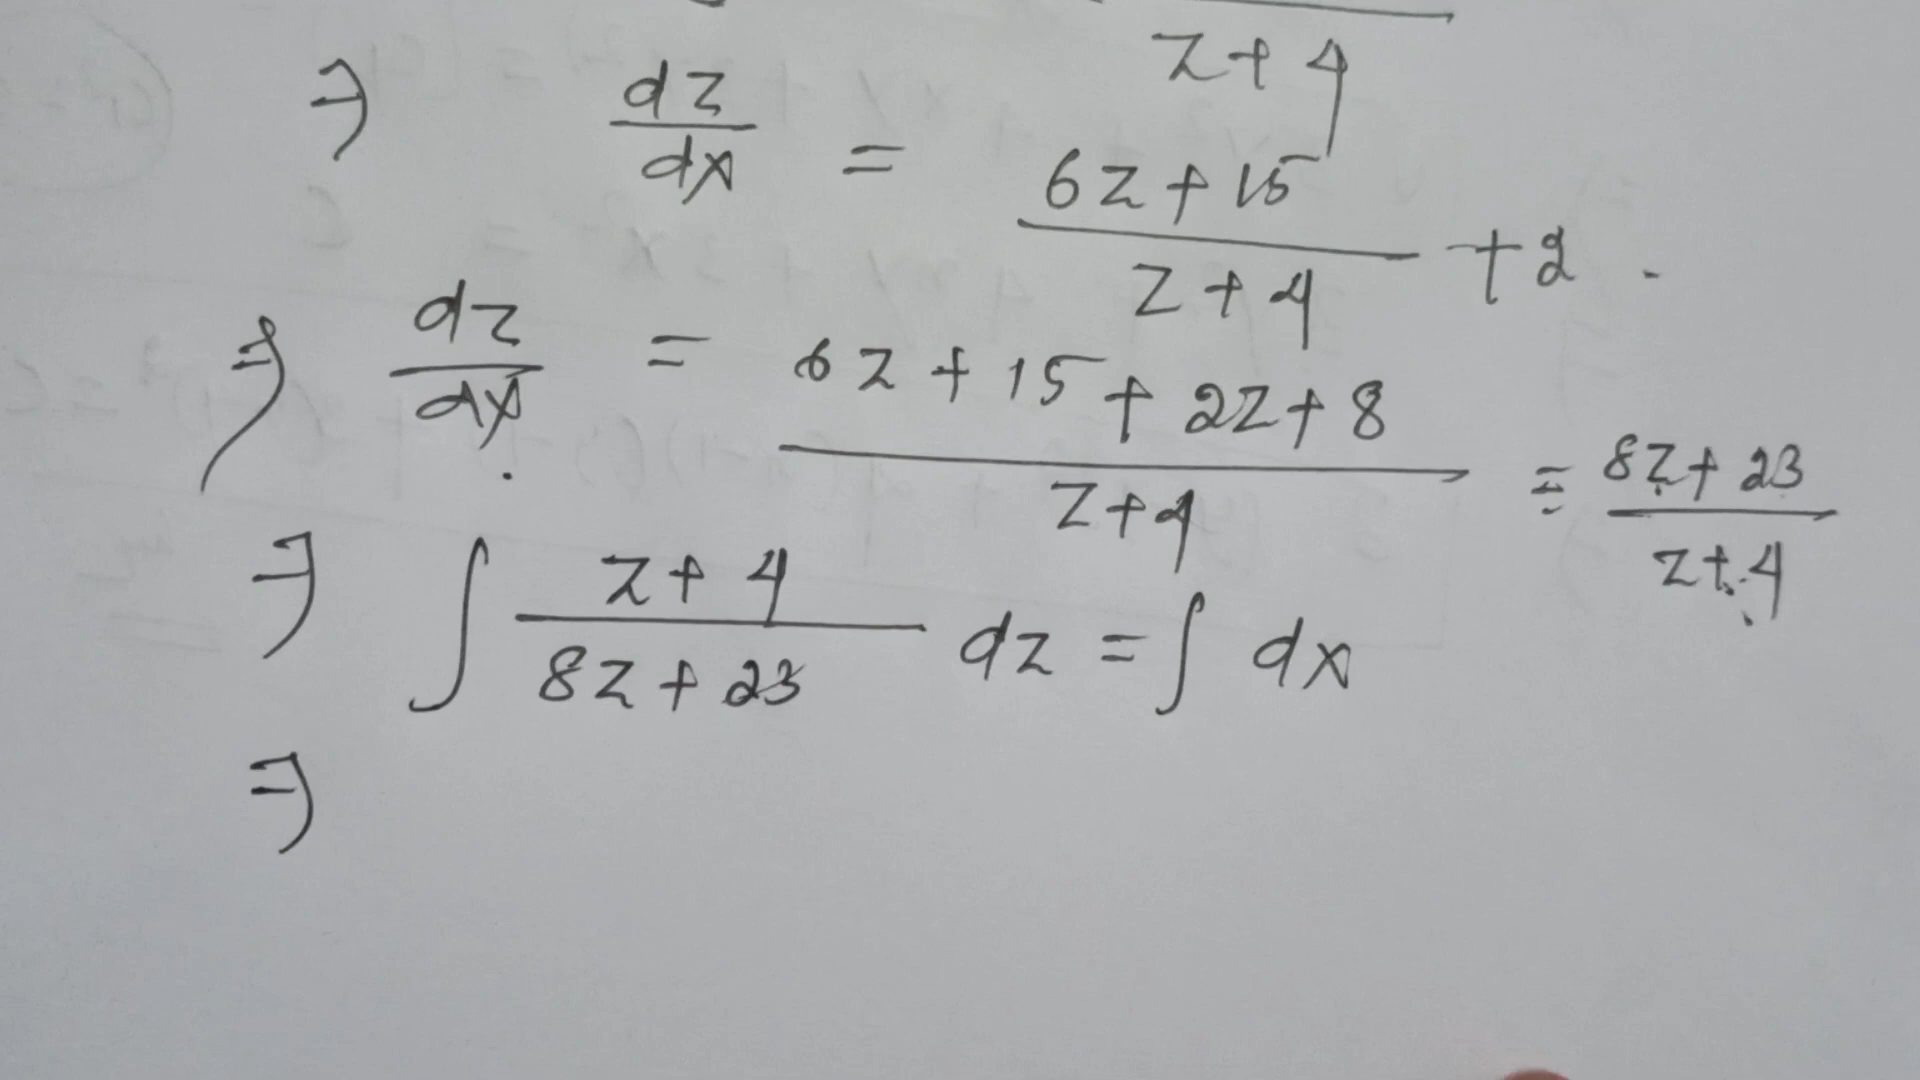 z + 4
⇒ dz/dx = (6z + 15)/(z + 4) + 2 .
⇒ dz/dx = (6z + 15 + 2z + 8)/(z + 4) = (8z + 23)/(z + 4)
⇒ ∫ (z + 4)/(8z + 23) dz = ∫ dx
⇒